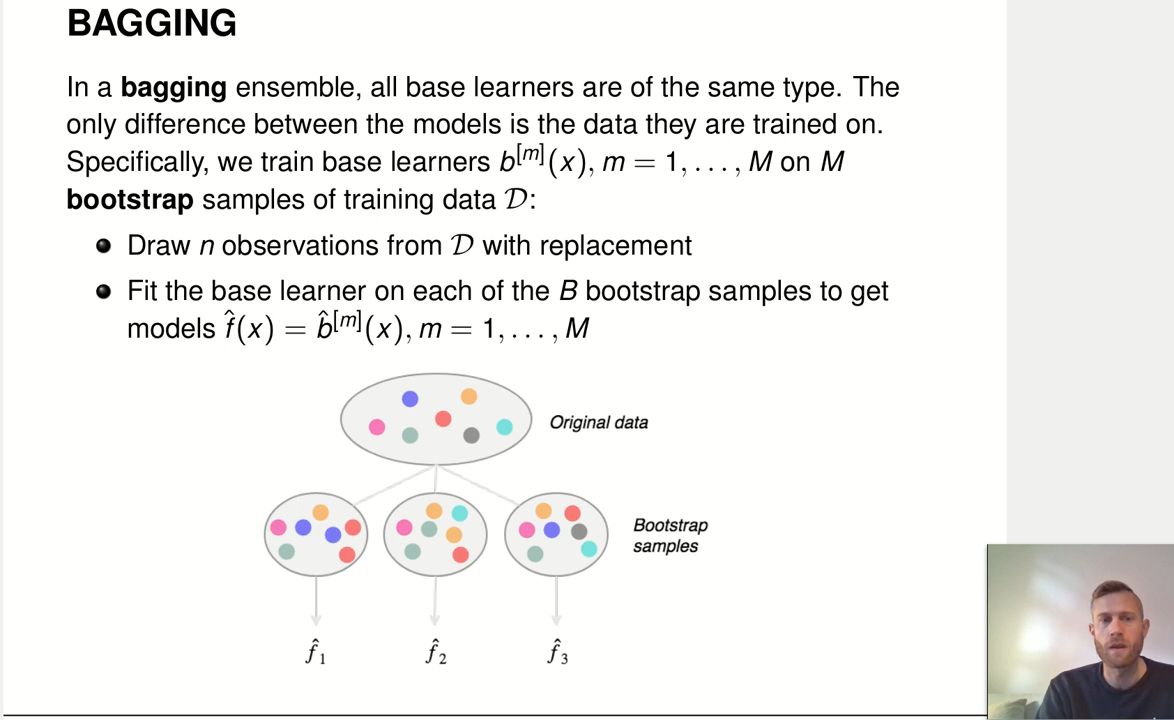 BAGGING
In a bagging ensemble, all base learners are of the same type. The
only difference between the models is the data they are trained on.
Specifically, we train base learners b^[m](x), m = 1, . . . , M on M
bootstrap samples of training data 𝒟:
Draw n observations from 𝒟 with replacement
Fit the base learner on each of the B bootstrap samples to get
models f̂(x) = b̂^[m](x), m = 1, . . . , M
Original data
Bootstrap
samples
f̂₁ f̂₂ f̂₃